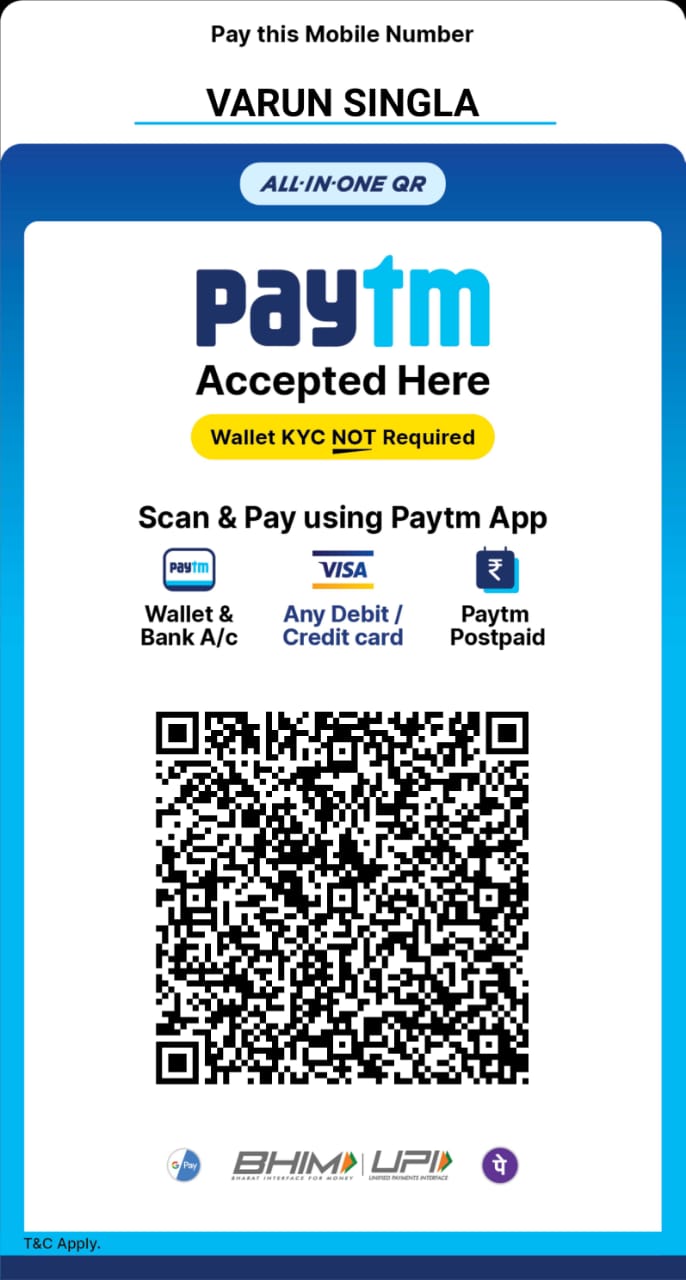 Pay this Mobile Number
VARUN SINGLA
ALL·IN·ONE QR
paytm
Accepted Here
Wallet KYC NOT Required
Scan & Pay using Paytm App
paytm
VISA
₹
Wallet &
Bank A/c
Any Debit /
Credit card
Paytm
Postpaid
G Pay
BHIM
BHARAT INTERFACE FOR MONEY
UPI
UNIFIED PAYMENTS INTERFACE
पे
T&C Apply.